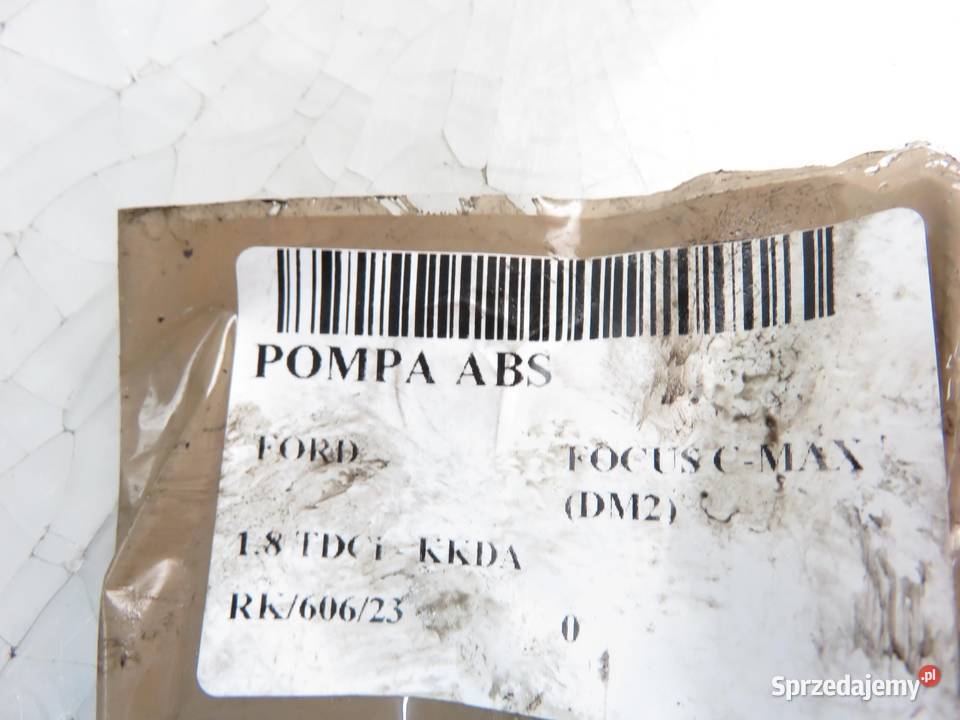 POMPA ABS
FORD FOCUS C-MAX
(DM2)
1.8 TDCi - KKDA
RK/606/23
0
Sprzedajemy.pl